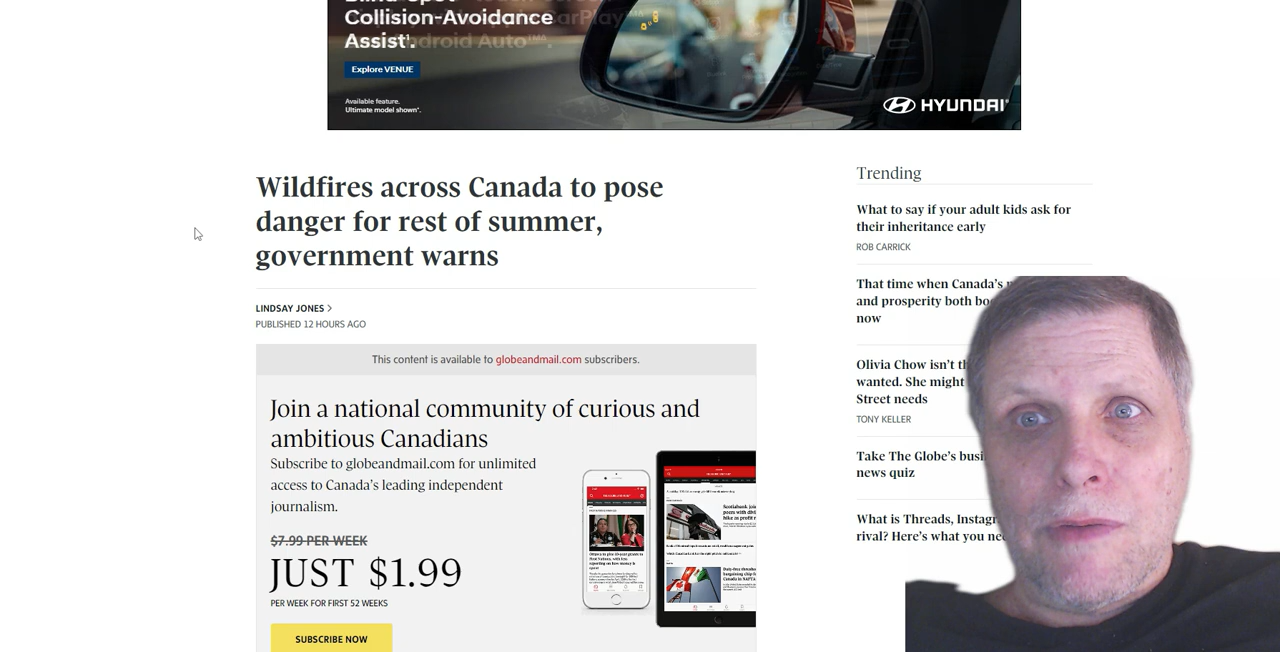 Collision-Avoidance
Assist¹.
Explore VENUE
Available feature.
Ultimate model shown*.
HYUNDAI
Wildfires across Canada to pose
danger for rest of summer,
government warns
LINDSAY JONES >
PUBLISHED 12 HOURS AGO
This content is available to globeandmail.com subscribers.
Join a national community of curious and
ambitious Canadians
Subscribe to globeandmail.com for unlimited
access to Canada's leading independent
journalism.
$7.99 PER WEEK
JUST $1.99
PER WEEK FOR FIRST 52 WEEKS
SUBSCRIBE NOW
Trending
What to say if your adult kids ask for
their inheritance early
ROB CARRICK
That time when Canada's
and prosperity both
now
Olivia Chow isn't
wanted. She might
Street needs
TONY KELLER
Take The Globe's
news quiz
What is Threads,
rival? Here's what you